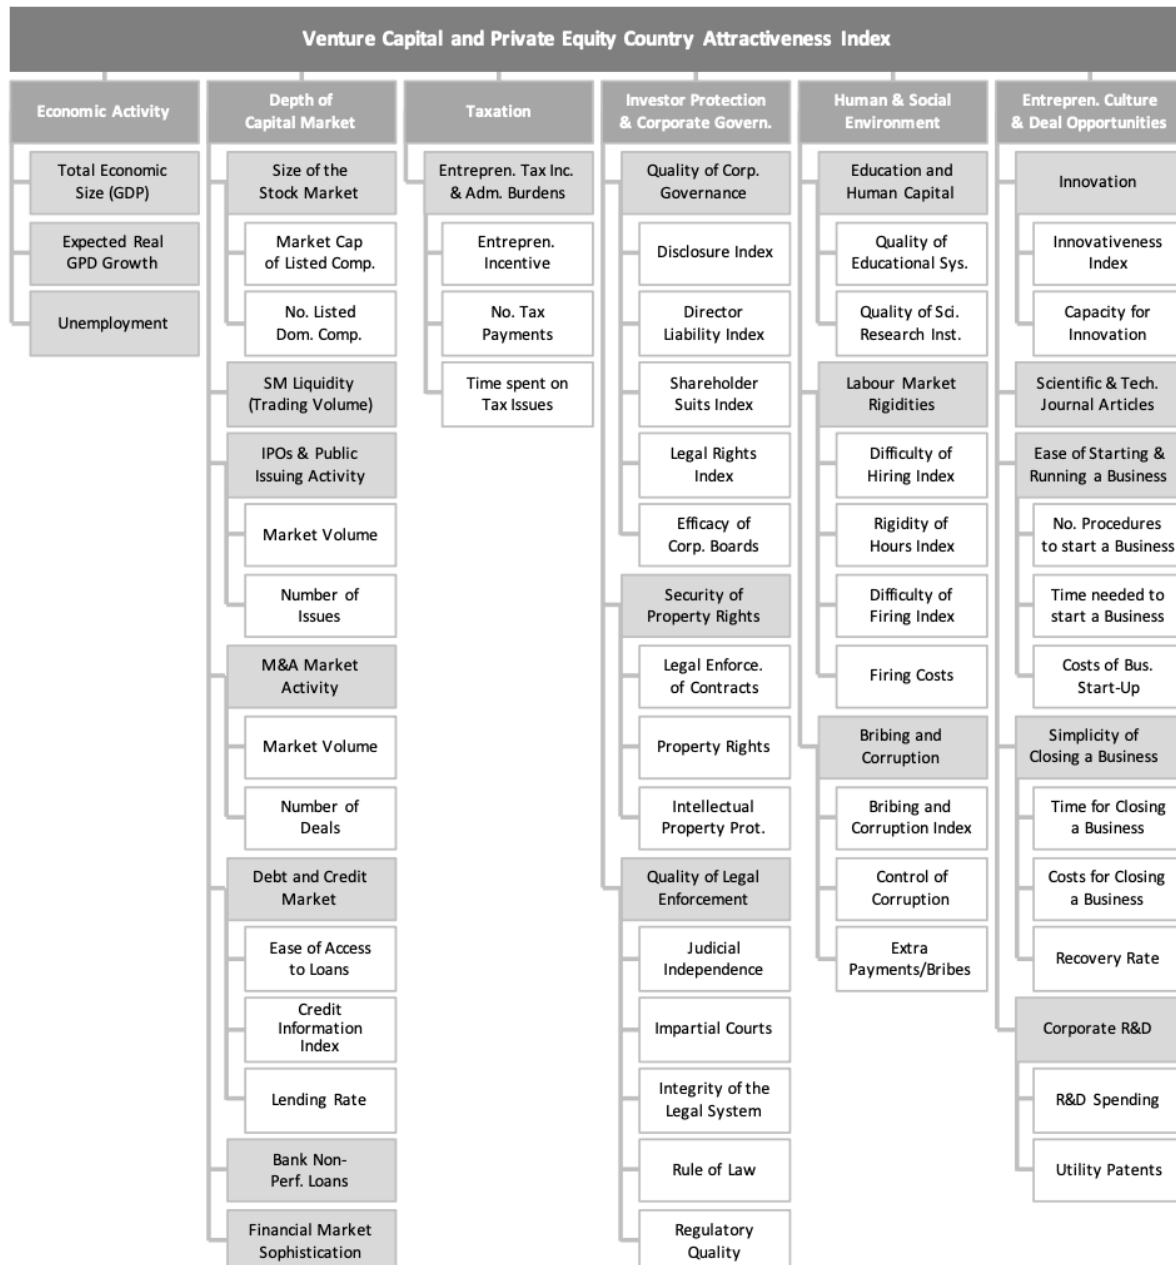 Venture Capital and Private Equity Country Attractiveness Index
Economic Activity
Total Economic
Size (GDP)
Expected Real
GPD Growth
Unemployment
Depth of
Capital Market
Size of the
Stock Market
Market Cap
of Listed Comp.
No. Listed
Dom. Comp.
SM Liquidity
(Trading Volume)
IPOs & Public
Issuing Activity
Market Volume
Number of
Issues
M&A Market
Activity
Market Volume
Number of
Deals
Debt and Credit
Market
Ease of Access
to Loans
Credit
Information
Index
Lending Rate
Bank Non-
Perf. Loans
Financial Market
Sophistication
Taxation
Entrepren. Tax Inc.
& Adm. Burdens
Entrepren.
Incentive
No. Tax
Payments
Time spent on
Tax Issues
Investor Protection
& Corporate Govern.
Quality of Corp.
Governance
Disclosure Index
Director
Liability Index
Shareholder
Suits Index
Legal Rights
Index
Efficacy of
Corp. Boards
Security of
Property Rights
Legal Enforce.
of Contracts
Property Rights
Intellectual
Property Prot.
Quality of Legal
Enforcement
Judicial
Independence
Impartial Courts
Integrity of the
Legal System
Rule of Law
Regulatory
Quality
Human & Social
Environment
Education and
Human Capital
Quality of
Educational Sys.
Quality of Sci.
Research Inst.
Labour Market
Rigidities
Difficulty of
Hiring Index
Rigidity of
Hours Index
Difficulty of
Firing Index
Firing Costs
Bribing and
Corruption
Bribing and
Corruption Index
Control of
Corruption
Extra
Payments/Bribes
Entrepren. Culture
& Deal Opportunities
Innovation
Innovativeness
Index
Capacity for
Innovation
Scientific & Tech.
Journal Articles
Ease of Starting &
Running a Business
No. Procedures
to start a Business
Time needed to
start a Business
Costs of Bus.
Start-Up
Simplicity of
Closing a Business
Time for Closing
a Business
Costs for Closing
a Business
Recovery Rate
Corporate R&D
R&D Spending
Utility Patents